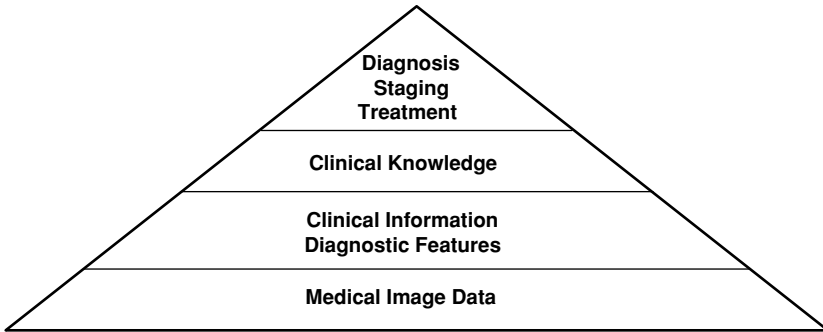 Diagnosis
Staging
Treatment
Clinical Knowledge
Clinical Information
Diagnostic Features
Medical Image Data